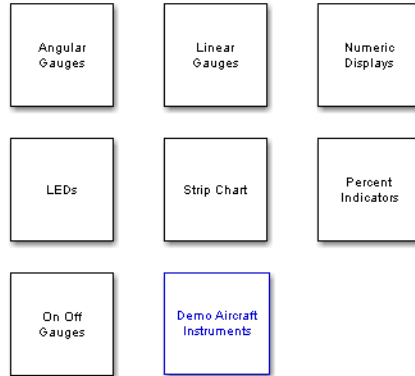 Angular
Gauges
Linear
Gauges
Numeric
Displays
LEDs
Strip Chart
Percent
Indicators
On Off
Gauges
Demo Aircraft
Instruments